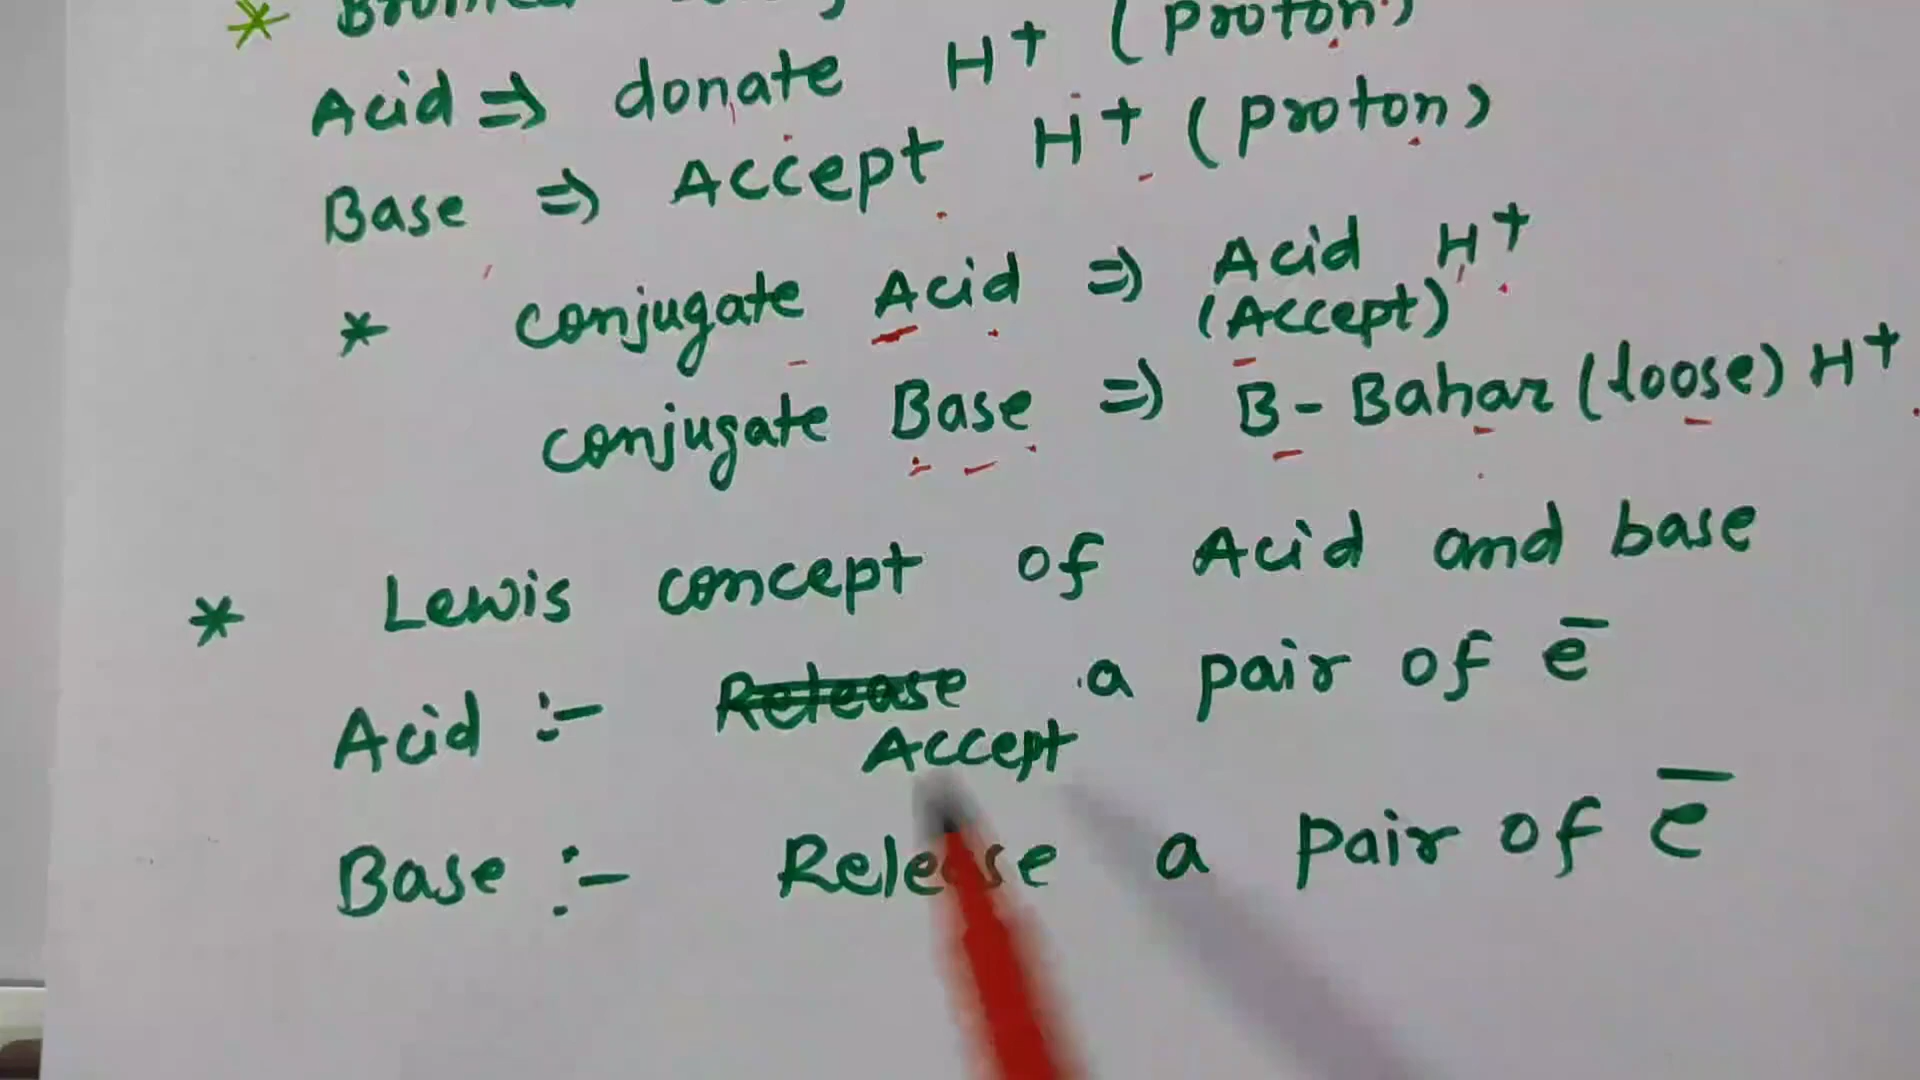 *
Acid ⇒ donate H⁺ (proton)
Base ⇒ Accept H⁺ (proton)
* conjugate Acid ⇒ Acid H⁺
(Accept)
conjugate Base ⇒ B - Bahar (loose) H⁺
* Lewis concept of Acid and base
Acid :- Release a pair of e̅
Accept
Base :- Release a pair of e̅